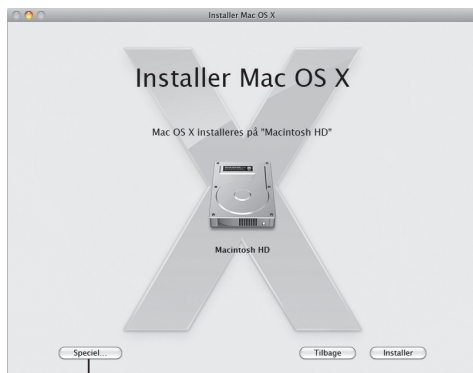 Installer Mac OS X
Installer Mac OS X
Mac OS X installeres på "Macintosh HD"
Macintosh HD
Speciel...
Tilbage
Installer